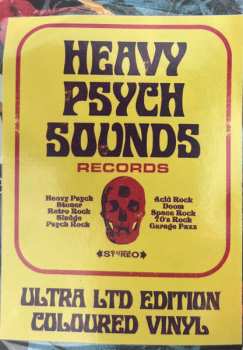 HEAVY
PSYCH
SOUNDS
RECORDS
Heavy Psych
Stoner
Retro Rock
Sludge
Psych Rock
Acid Rock
Doom
Space Rock
70's Rock
Garage Fuzz
STEREO
ULTRA LTD EDITION
COLOURED VINYL